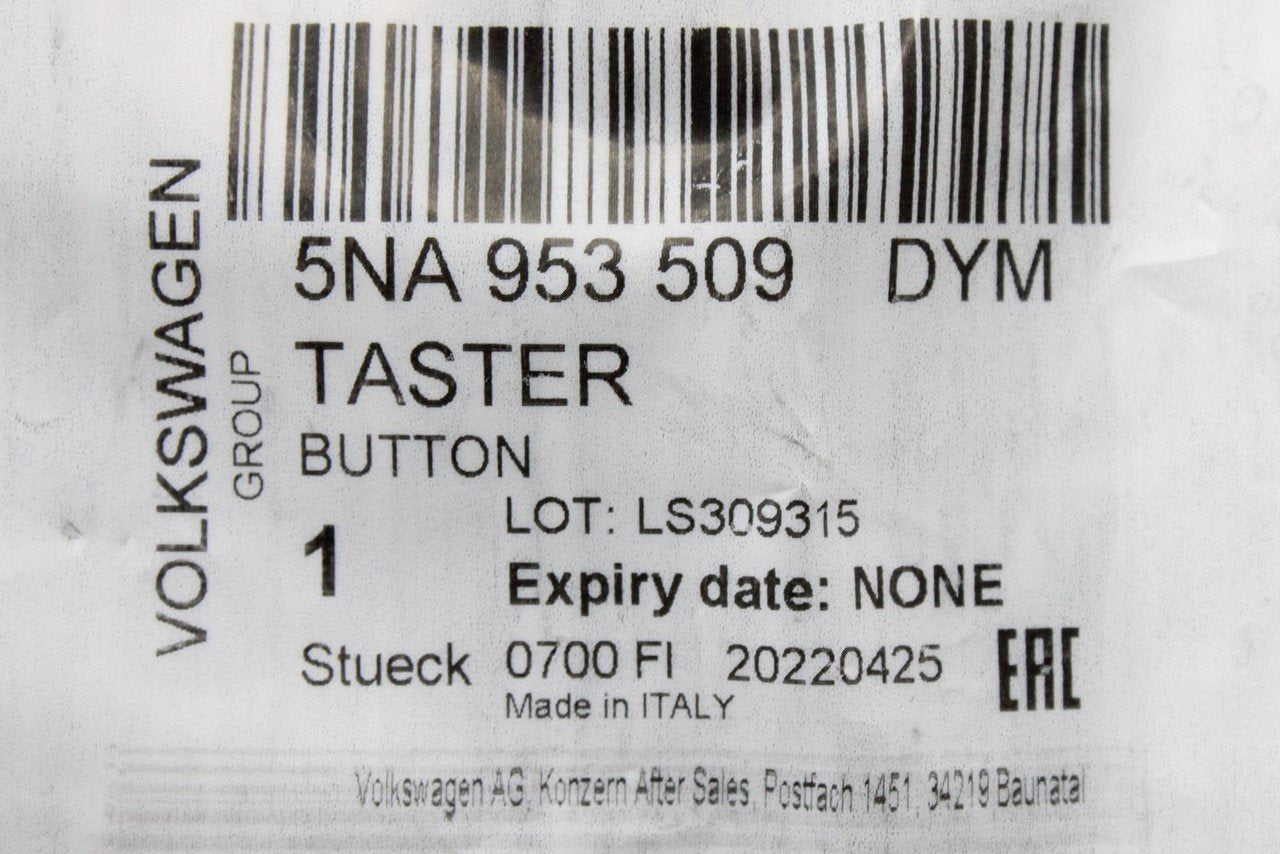 VOLKSWAGEN
GROUP
5NA 953 509 DYM
TASTER
BUTTON
LOT: LS309315
1
Expiry date: NONE
Stueck 0700 FI 20220425
EAC
Made in ITALY
Volkswagen AG, Konzern After Sales, Postfach 1451, 34219 Baunatal